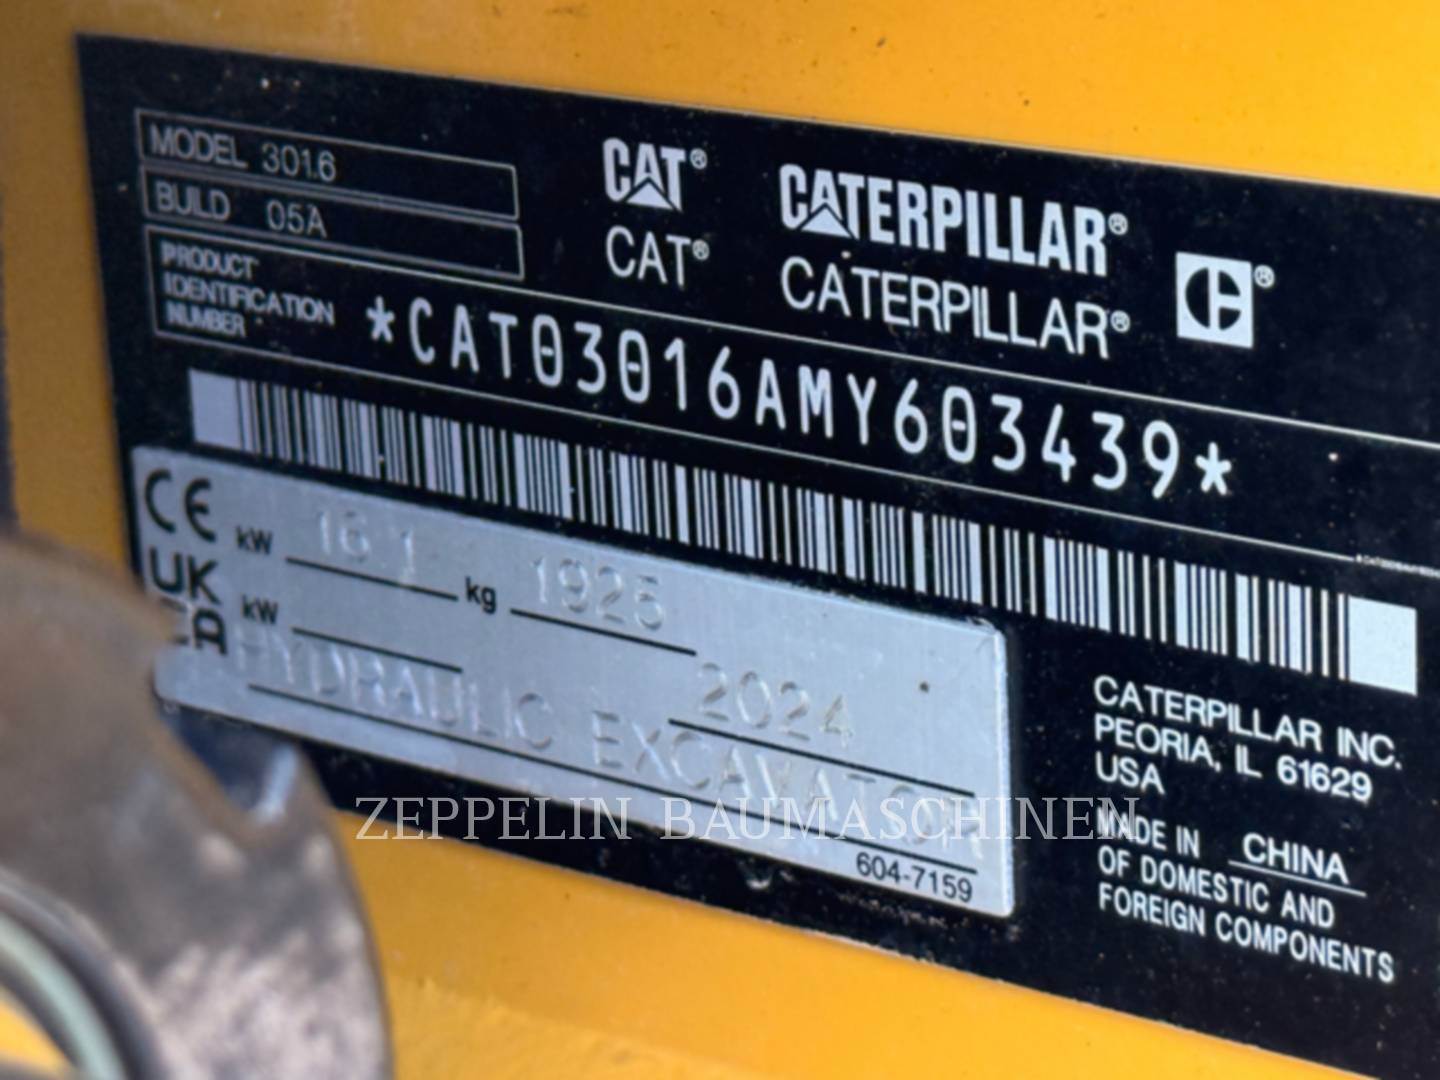 MODEL 301.6
BUILD 05A
PRODUCT
IDENTIFICATION
NUMBER
*CAT03016AMY603439*
CAT®
CAT®
CATERPILLAR®
CATERPILLAR®
CE
UK
CA
kW 16.1
kg 1925
kW
2024
HYDRAULIC EXCAVATOR
604-7159
CATERPILLAR INC.
PEORIA, IL 61629
USA
MADE IN CHINA
OF DOMESTIC AND
FOREIGN COMPONENTS
ZEPPELIN BAUMASCHINEN